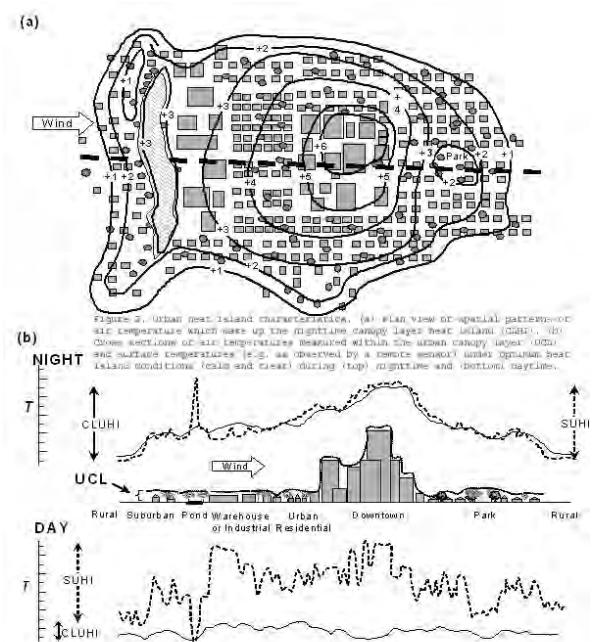 (a)
+2
+1
+3
+3
+
4
Wind
+6
+3
Park
+2
+1
+3
+1
+2
+4
+5
+5
+2
+3
+2
+1
Figure 2. Urban heat island characteristics. (a) Plan view of spatial patterns of
air temperature which make up the nighttime canopy layer heat island (CLUHI). (b)
Cross sections of air temperatures measured within the urban canopy layer (UCL)
and surface temperatures (e.g. as observed by a remote sensor) under optimum heat
island conditions (calm and clear) during (top) nighttime and (bottom) daytime.
(b)
NIGHT
T
CLUHI
SUHI
Wind
UCL
Rural Suburban Pond Warehouse Urban Downtown Park Rural
or Industrial Residential
DAY
SUHI
T
CLUHI